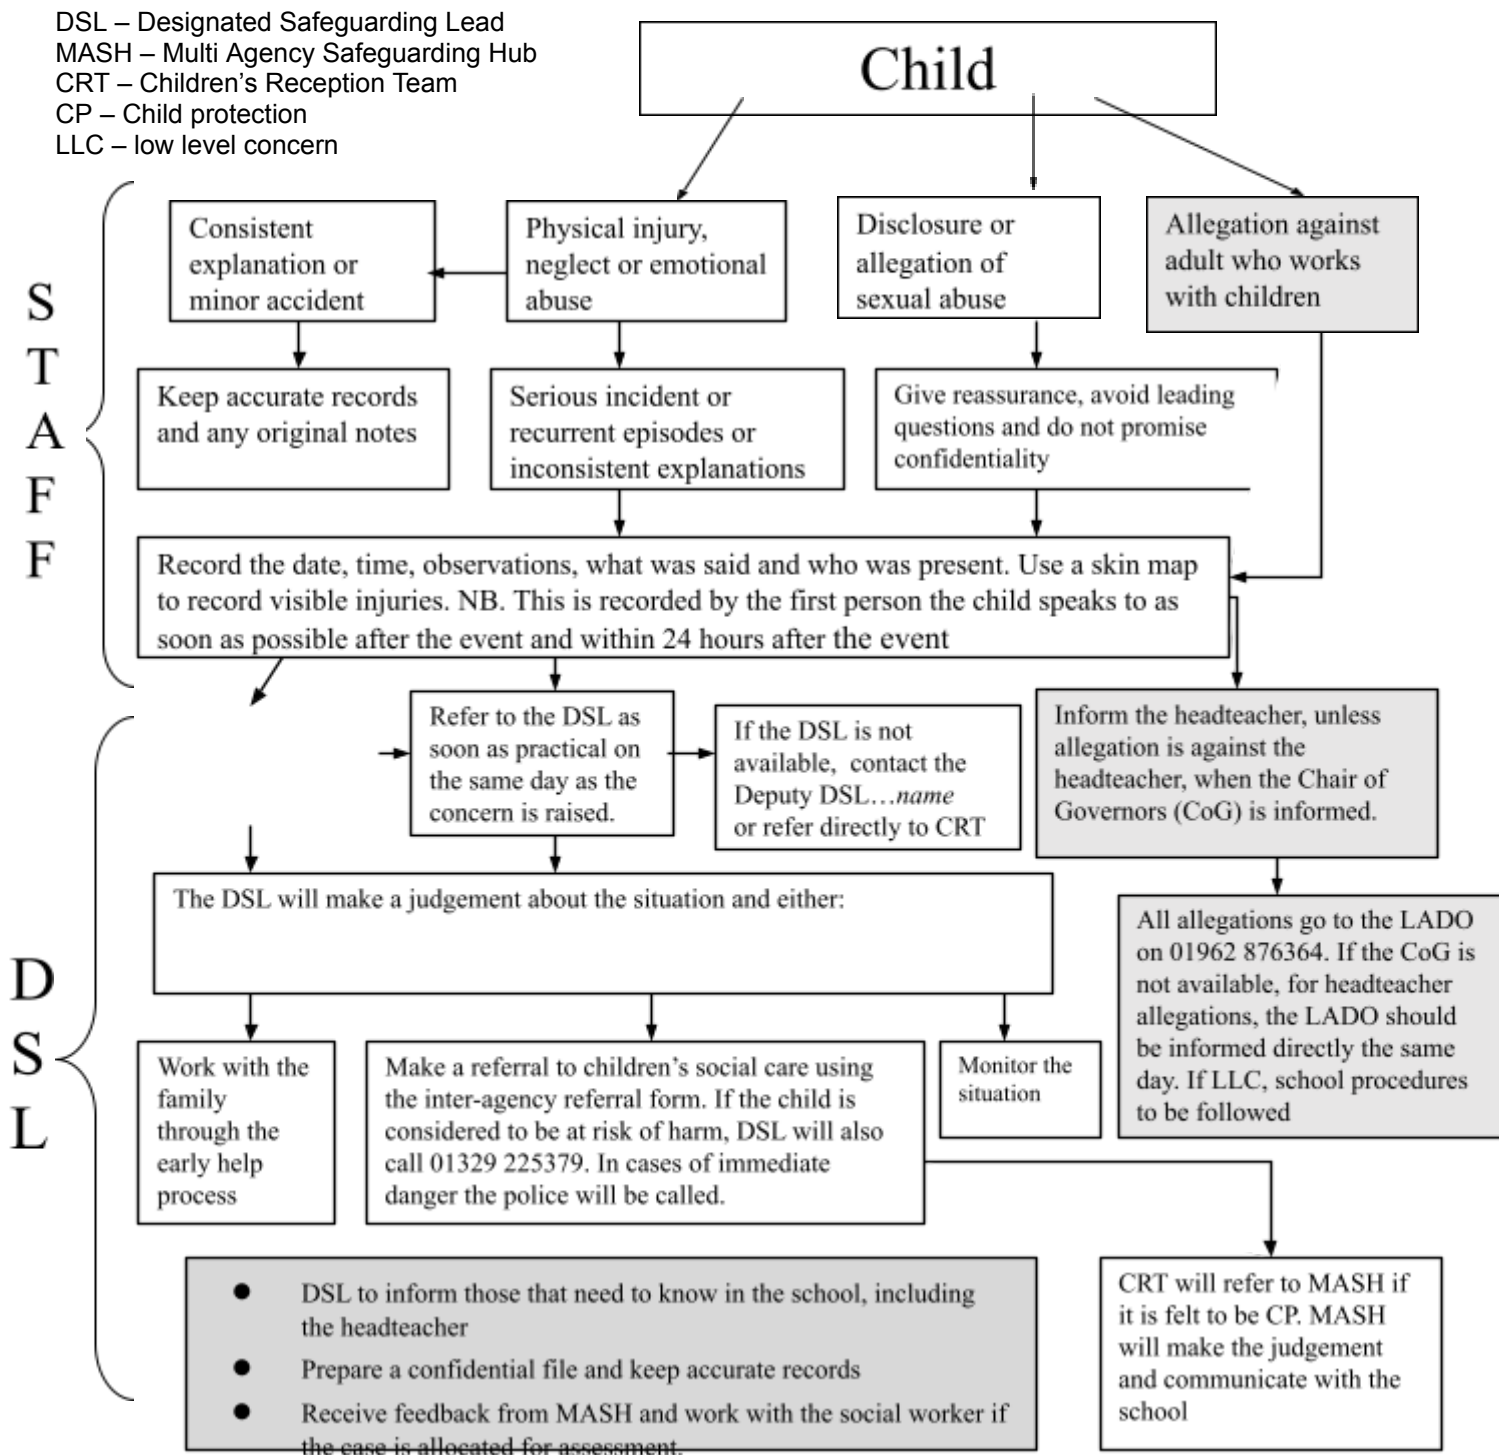 DSL – Designated Safeguarding Lead
MASH – Multi Agency Safeguarding Hub
CRT – Children's Reception Team
CP – Child protection
LLC – low level concern
Child
STAFF
Consistent
explanation or
minor accident
Physical injury,
neglect or emotional
abuse
Disclosure or
allegation of
sexual abuse
Allegation against
adult who works
with children
Keep accurate records
and any original notes
Serious incident or
recurrent episodes or
inconsistent explanations
Give reassurance, avoid leading
questions and do not promise
confidentiality
Record the date, time, observations, what was said and who was present. Use a skin map
to record visible injuries. NB. This is recorded by the first person the child speaks to as
soon as possible after the event and within 24 hours after the event
DSL
Refer to the DSL as
soon as practical on
the same day as the
concern is raised.
If the DSL is not
available, contact the
Deputy DSL…name
or refer directly to CRT
Inform the headteacher, unless
allegation is against the
headteacher, when the Chair of
Governors (CoG) is informed.
The DSL will make a judgement about the situation and either:
All allegations go to the LADO
on 01962 876364. If the CoG is
not available, for headteacher
allegations, the LADO should
be informed directly the same
day. If LLC, school procedures
to be followed
Work with the
family
through the
early help
process
Make a referral to children's social care using
the inter-agency referral form. If the child is
considered to be at risk of harm, DSL will also
call 01329 225379. In cases of immediate
danger the police will be called.
Monitor the
situation
● DSL to inform those that need to know in the school, including
the headteacher
● Prepare a confidential file and keep accurate records
● Receive feedback from MASH and work with the social worker if
the case is allocated for assessment.
CRT will refer to MASH if
it is felt to be CP. MASH
will make the judgement
and communicate with the
school